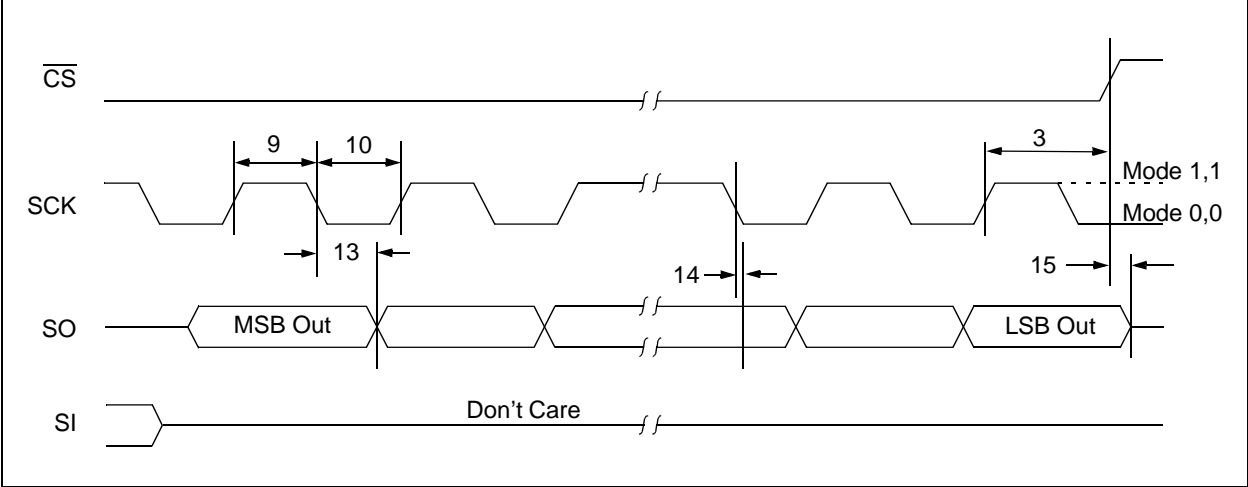 CS
9
10
3
SCK
Mode 1,1
Mode 0,0
13
14
15
SO
MSB Out
LSB Out
SI
Don't Care